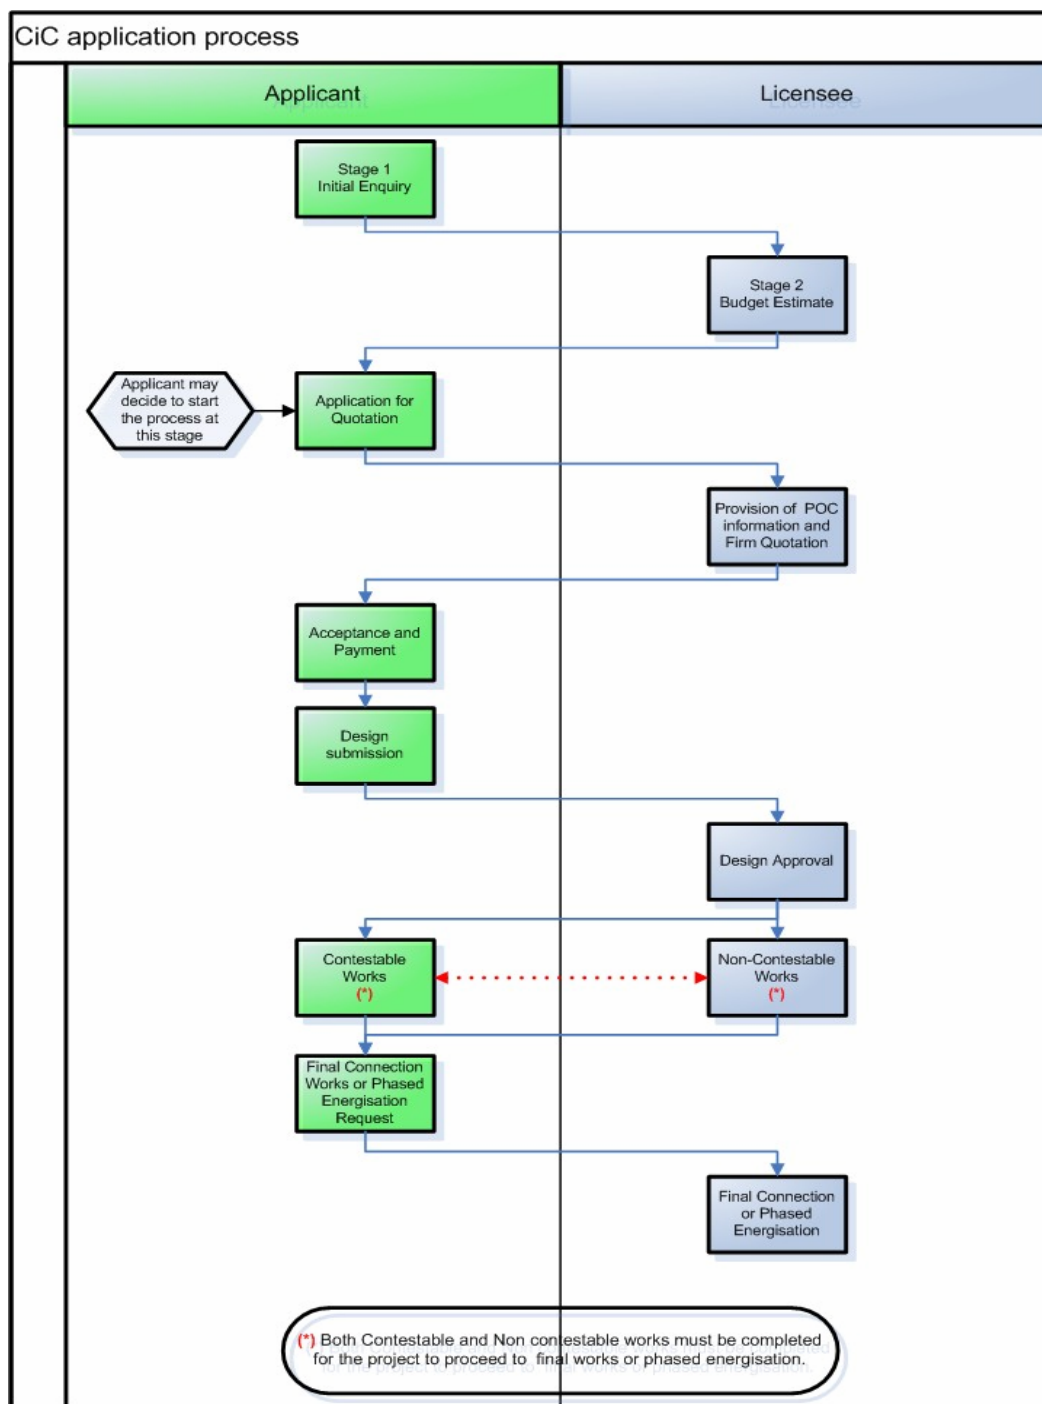 CiC application process
Applicant
Licensee
Stage 1
Initial Enquiry
Stage 2
Budget Estimate
Applicant may
decide to start
the process at
this stage
Application for
Quotation
Provision of POC
information and
Firm Quotation
Acceptance and
Payment
Design
submission
Design Approval
Contestable
Works
(*)
Non-Contestable
Works
(*)
Final Connection
Works or Phased
Energisation
Request
Final Connection
or Phased
Energisation
(*) Both Contestable and Non contestable works must be completed
for the project to proceed to final works or phased energisation.